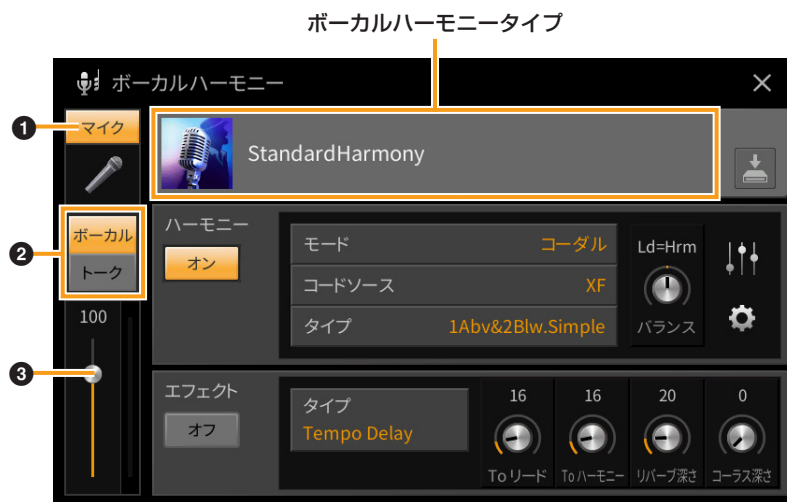 ボーカルハーモニータイプ
ボーカルハーモニー
❶
マイク
StandardHarmony
❷
ボーカル
トーク
ハーモニー
オン
モード コーダル
コードソース XF
タイプ 1Abv&2Blw.Simple
Ld=Hrm
バランス
100
❸
エフェクト
オフ
タイプ
Tempo Delay
16 16 20 0
To リード To ハーモニー リバーブ深さ コーラス深さ